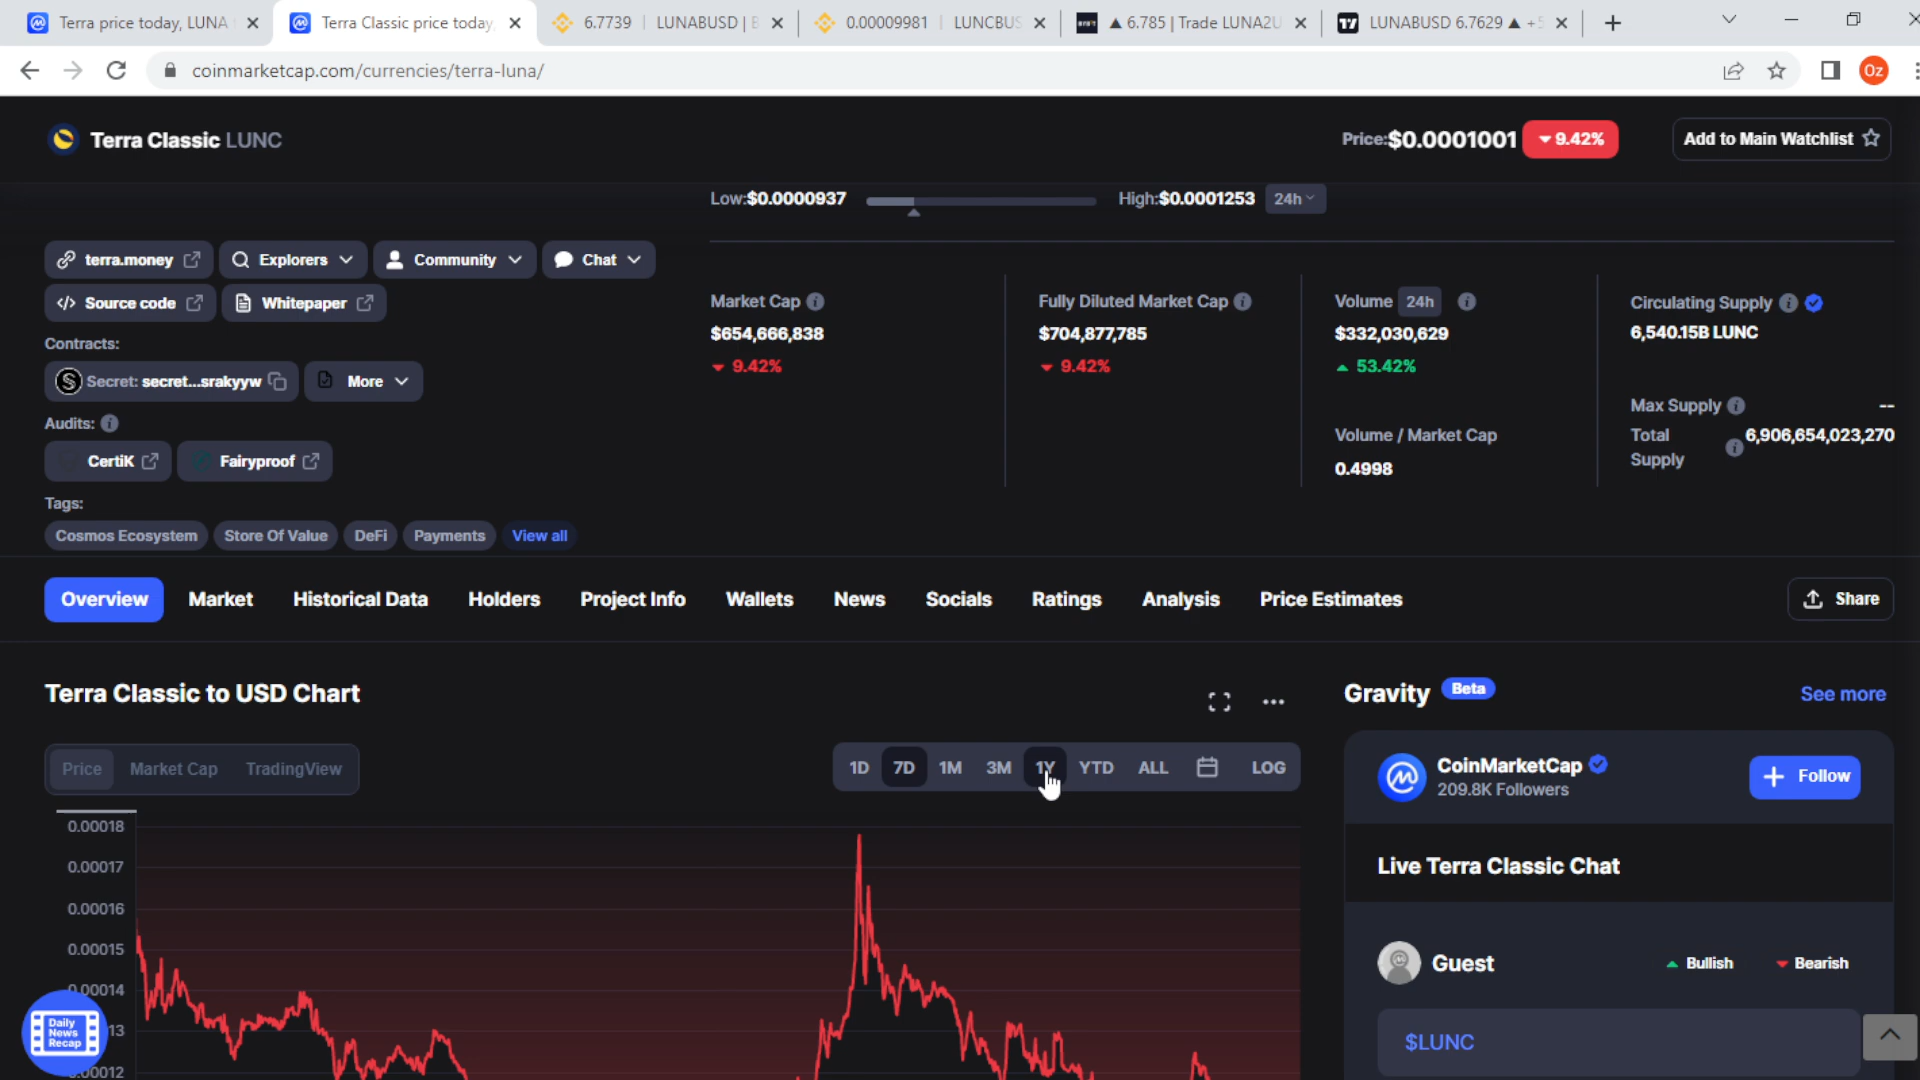 Terra price today, LUNA
Terra Classic price today,
6.7739 | LUNABUSD | B
0.00009981 | LUNCBUS
▲ 6.785 | Trade LUNA2U
LUNABUSD 6.7629 ▲ +5
coinmarketcap.com/currencies/terra-luna/
Oz
Terra Classic LUNC
Price:$0.0001001
9.42%
Add to Main Watchlist
Low:$0.0000937
High:$0.0001253
24h
terra.money
Explorers
Community
Chat
Source code
Whitepaper
Contracts:
Secret: secret...srakyyw
More
Audits:
CertiK
Fairyproof
Tags:
Cosmos Ecosystem
Store Of Value
DeFi
Payments
View all
Market Cap
$654,666,838
9.42%
Fully Diluted Market Cap
$704,877,785
9.42%
Volume 24h
$332,030,629
53.42%
Volume / Market Cap
0.4998
Circulating Supply
6,540.15B LUNC
Max Supply
--
Total Supply
6,906,654,023,270
Overview
Market
Historical Data
Holders
Project Info
Wallets
News
Socials
Ratings
Analysis
Price Estimates
Share
Terra Classic to USD Chart
Price
Market Cap
TradingView
1D
7D
1M
3M
1Y
YTD
ALL
LOG
0.00018
0.00017
0.00016
0.00015
0.00014
13
00012
Daily
News
Recap
Gravity
Beta
See more
CoinMarketCap
209.8K Followers
+ Follow
Live Terra Classic Chat
Guest
Bullish
Bearish
$LUNC